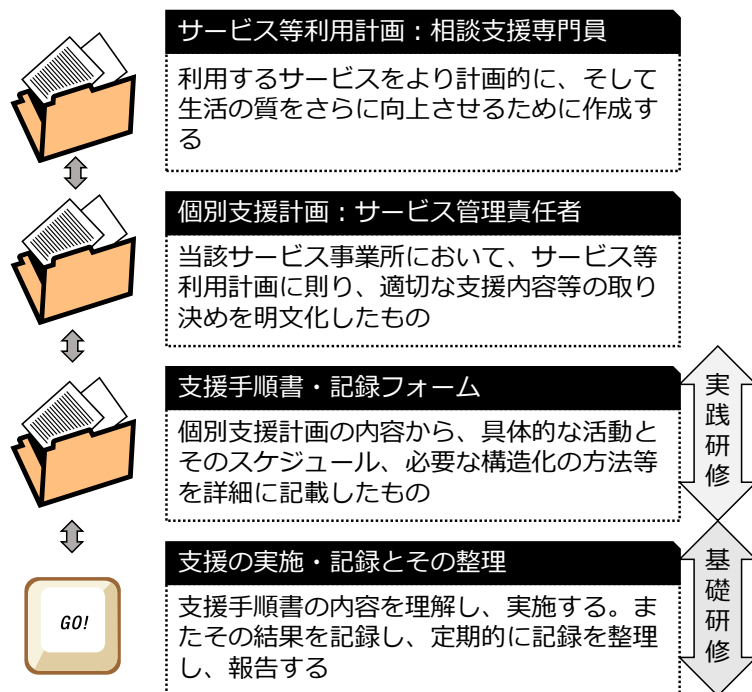 サービス等利用計画：相談支援専門員
利用するサービスをより計画的に、そして
生活の質をさらに向上させるために作成す
る
個別支援計画：サービス管理責任者
当該サービス事業所において、サービス等
利用計画に則り、適切な支援内容等の取り
決めを明文化したもの
支援手順書・記録フォーム
個別支援計画の内容から、具体的な活動と
そのスケジュール、必要な構造化の方法等
を詳細に記載したもの
実践研修
支援の実施・記録とその整理
支援手順書の内容を理解し、実施する。ま
たその結果を記録し、定期的に記録を整理
し、報告する
基礎研修
GO!